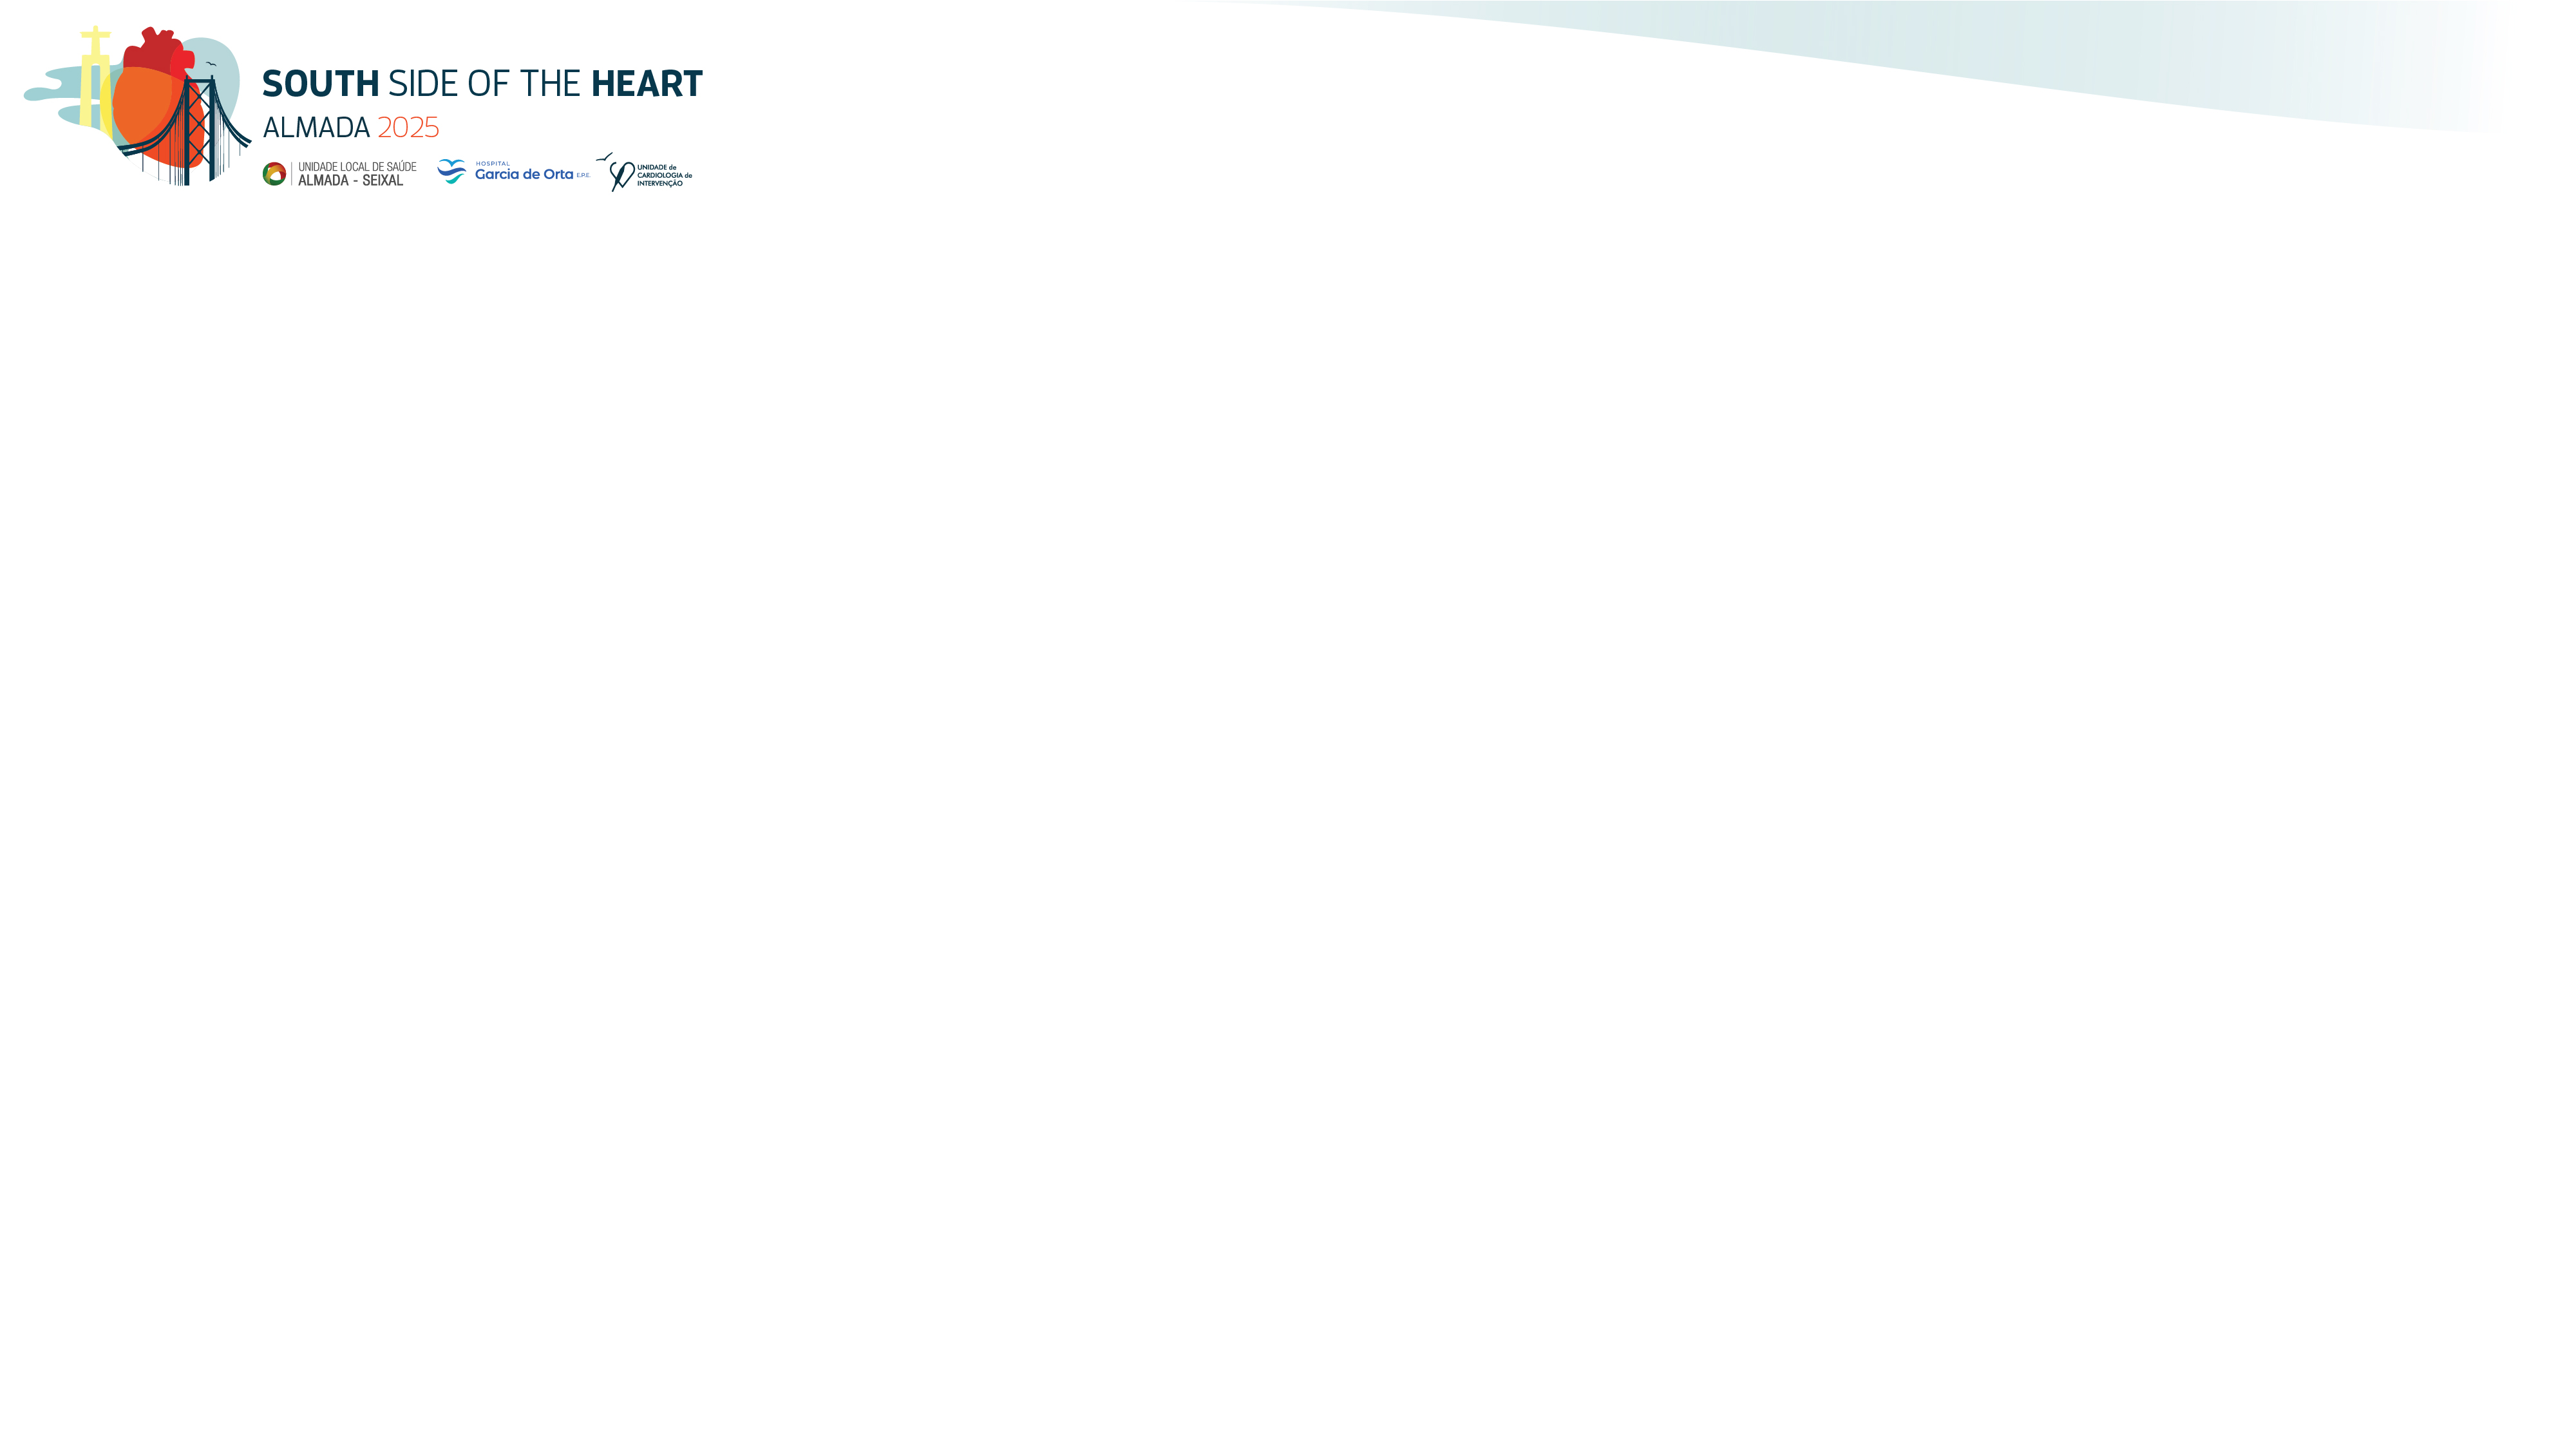 SOUTH SIDE OF THE HEART
ALMADA 2025
UNIDADE LOCAL DE SAÚDE
ALMADA - SEIXAL
HOSPITAL
Garcia de Orta E.P.E.
UNIDADE de
CARDIOLOGIA de
INTERVENÇÃO